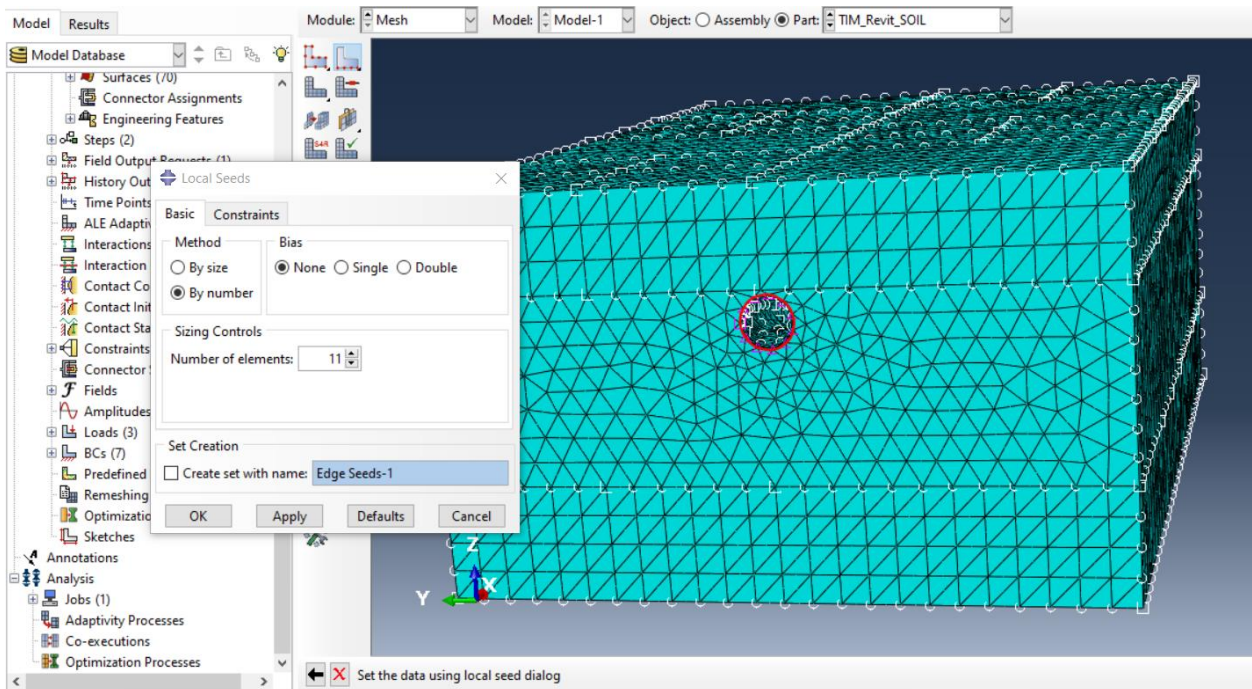 Model Results
Module: Mesh Model: Model-1 Object: Assembly Part: TIM_Revit_SOIL
Model Database
Surfaces (70)
Connector Assignments
Engineering Features
Steps (2)
Field Output Requests (1)
History Out
Time Points
ALE Adaptiv
Interactions
Interaction
Contact Co
Contact Init
Contact Sta
Constraints
Connector
Fields
Amplitudes
Loads (3)
BCs (7)
Predefined
Remeshing
Optimizatio
Sketches
Annotations
Analysis
Jobs (1)
Adaptivity Processes
Co-executions
Optimization Processes
S4R
Local Seeds
Basic Constraints
Method
By size
By number
Bias
None Single Double
Sizing Controls
Number of elements: 11
Set Creation
Create set with name: Edge Seeds-1
OK Apply Defaults Cancel
Z
Y X
Set the data using local seed dialog